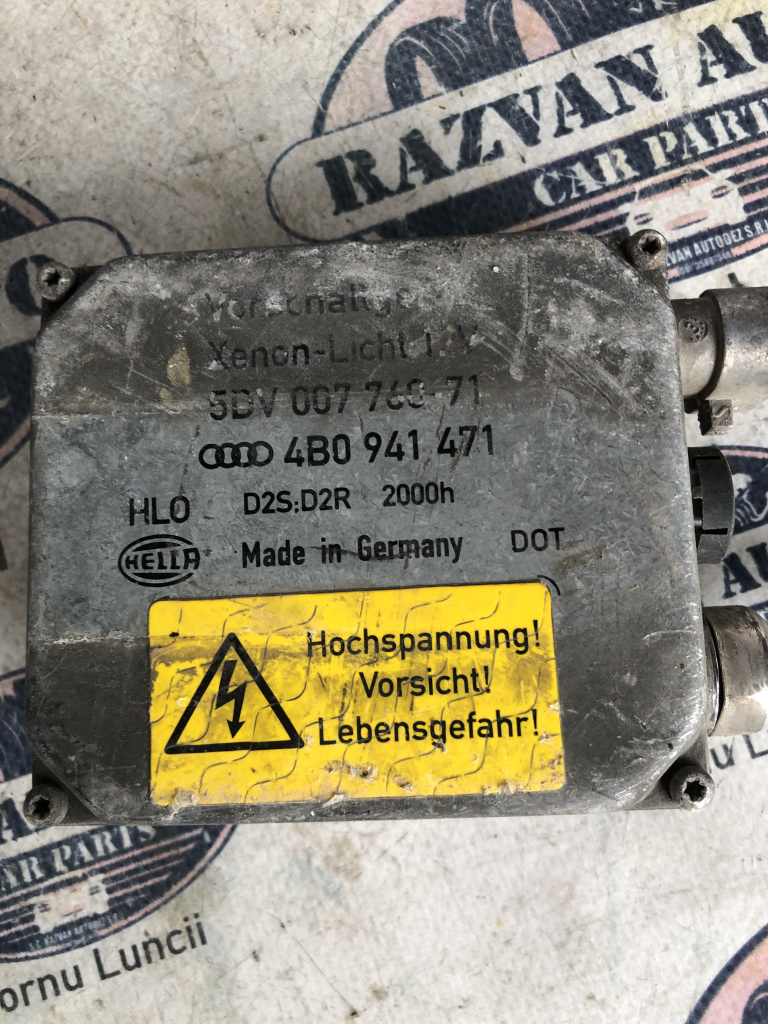 RAZVAN AU
CAR PART
Xenon-Licht
5DV 007 760-71
4B0 941 471
HLO D2S;D2R 2000h
HELLA Made in Germany DOT
Hochspannung!
Vorsicht!
Lebensgefahr!
AR PARTS
ornu Luncii